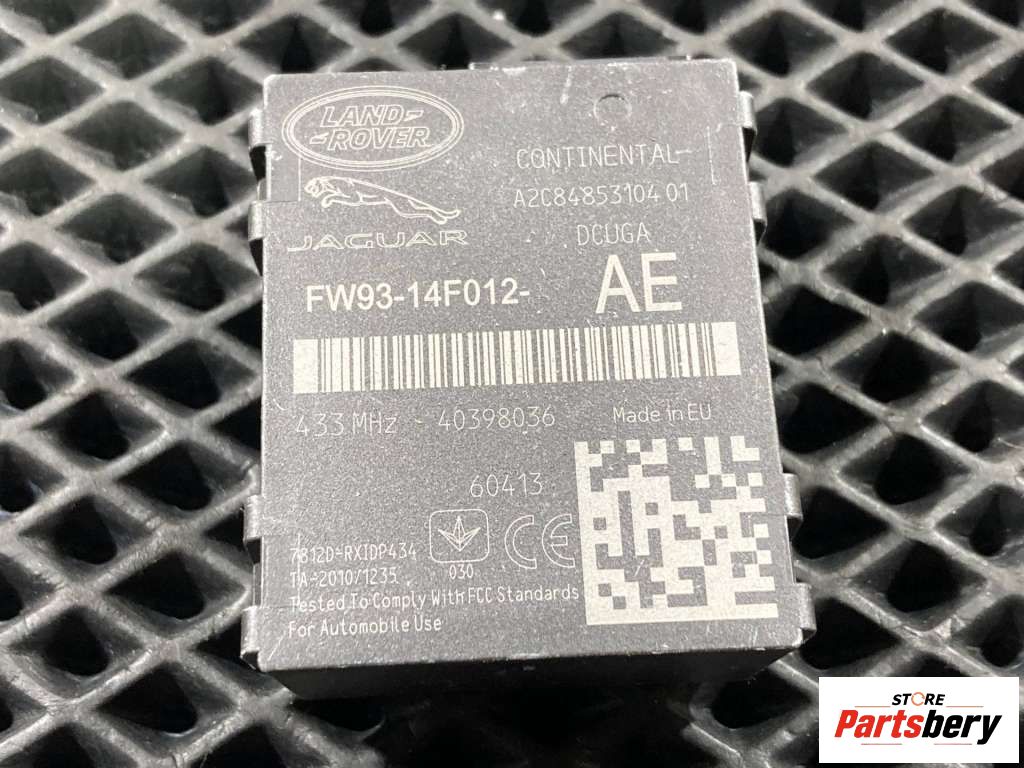 LAND-
-ROVER
JAGUAR
CONTINENTAL
A2C84853104 01
DCUGA
FW93-14F012- AE
433 MHz - 40398036 Made in EU
60413
7812D-RXIDP434
TA-2010/1235
030
CE
Tested To Comply With FCC Standards
For Automobile Use
STORE
Partsbery